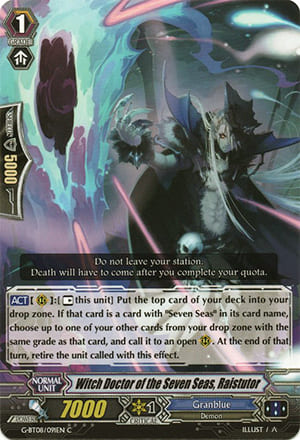 1
Grade
SHIELD 5000
Do not leave your station.
Death will have to come after you complete your quota.
ACT [ ]:[ this unit] Put the top card of your deck into your
drop zone. If that card is a card with "Seven Seas" in its card name,
choose up to one of your other cards from your drop zone with the
same grade as that card, and call it to an open . At the end of that
turn, retire the unit called with this effect.
NORMAL
UNIT
Witch Doctor of the Seven Seas, Raistutor
POWER
7000
1
CRITICAL
Granblue
Demon
G-BT08/091EN C
ILLUST / A